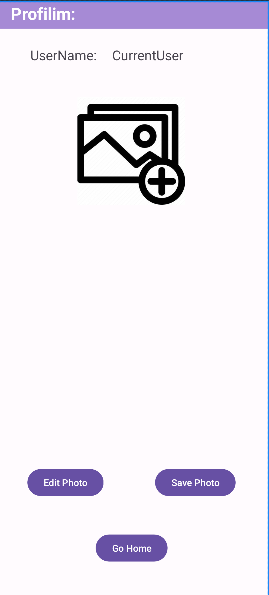 Profilim:
UserName: CurrentUser
Edit Photo Save Photo
Go Home